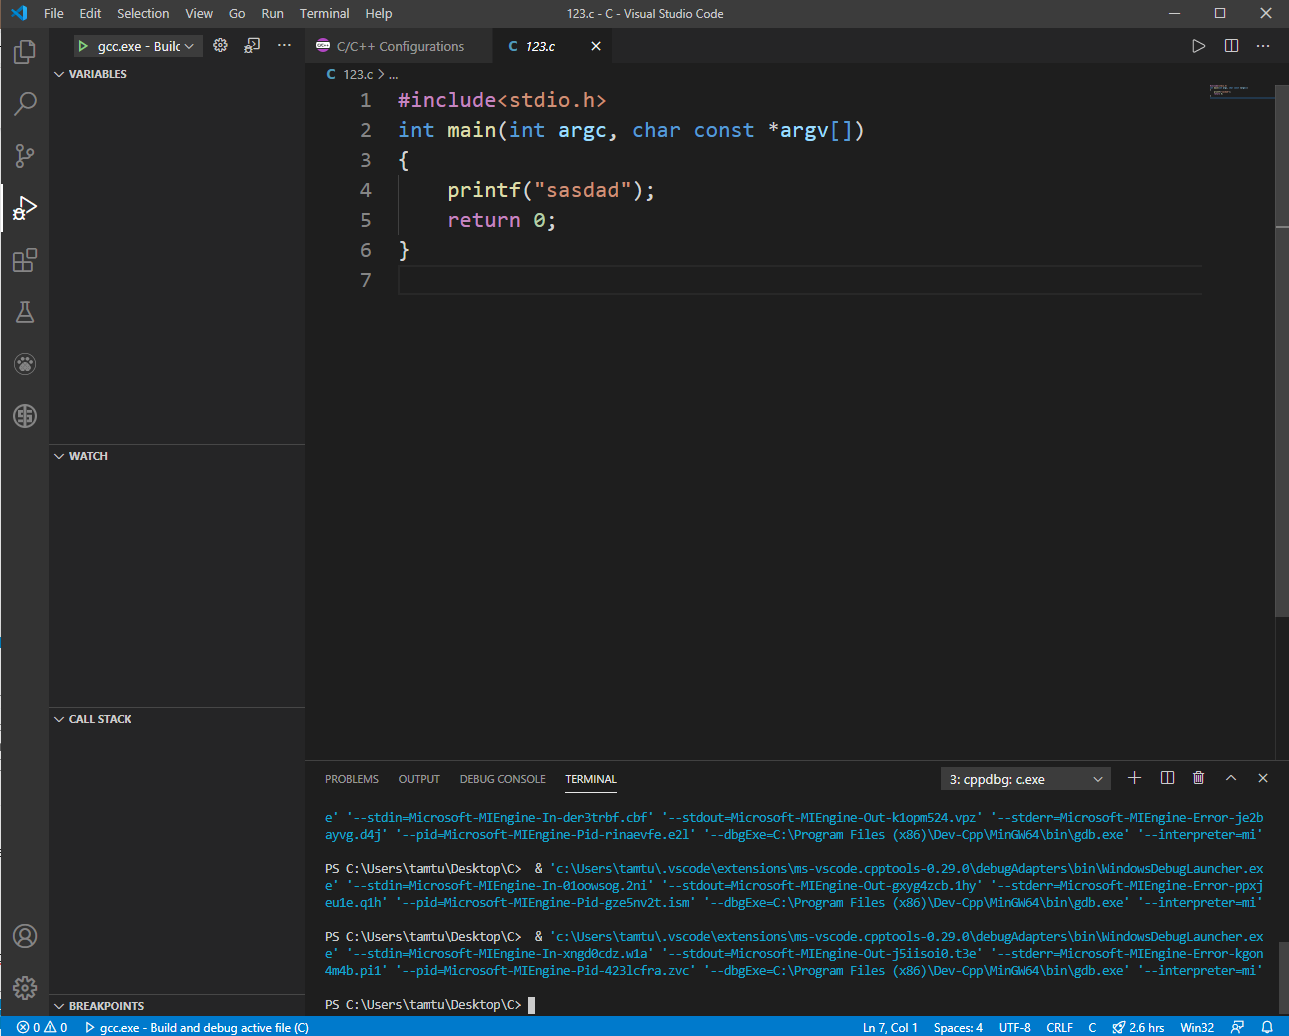 File Edit Selection View Go Run Terminal Help 123.c - C - Visual Studio Code
gcc.exe - Builc
VARIABLES
WATCH
CALL STACK
BREAKPOINTS
C/C++ Configurations C 123.c
C 123.c > ...
1 #include<stdio.h>
2 int main(int argc, char const *argv[])
3 {
4 printf("sasdad");
5 return 0;
6 }
7
PROBLEMS OUTPUT DEBUG CONSOLE TERMINAL 3: cppdbg: c.exe
e' '--stdin=Microsoft-MIEngine-In-der3trbf.cbf' '--stdout=Microsoft-MIEngine-Out-k1opm524.vpz' '--stderr=Microsoft-MIEngine-Error-je2b
ayvg.d4j' '--pid=Microsoft-MIEngine-Pid-rinaevfe.e2l' '--dbgExe=C:\Program Files (x86)\Dev-Cpp\MinGW64\bin\gdb.exe' '--interpreter=mi'
PS C:\Users\tamtu\Desktop\C>  & 'c:\Users\tamtu\.vscode\extensions\ms-vscode.cpptools-0.29.0\debugAdapters\bin\WindowsDebugLauncher.ex
e' '--stdin=Microsoft-MIEngine-In-01oowsog.2ni' '--stdout=Microsoft-MIEngine-Out-gxyg4zcb.1hy' '--stderr=Microsoft-MIEngine-Error-ppxj
eu1e.q1h' '--pid=Microsoft-MIEngine-Pid-gze5nv2t.ism' '--dbgExe=C:\Program Files (x86)\Dev-Cpp\MinGW64\bin\gdb.exe' '--interpreter=mi'
PS C:\Users\tamtu\Desktop\C>  & 'c:\Users\tamtu\.vscode\extensions\ms-vscode.cpptools-0.29.0\debugAdapters\bin\WindowsDebugLauncher.ex
e' '--stdin=Microsoft-MIEngine-In-xngd0cdz.w1a' '--stdout=Microsoft-MIEngine-Out-j5iisoi0.t3e' '--stderr=Microsoft-MIEngine-Error-kgon
4m4b.pi1' '--pid=Microsoft-MIEngine-Pid-423lcfra.zvc' '--dbgExe=C:\Program Files (x86)\Dev-Cpp\MinGW64\bin\gdb.exe' '--interpreter=mi'
PS C:\Users\tamtu\Desktop\C>
0 0 gcc.exe - Build and debug active file (C) Ln 7, Col 1 Spaces: 4 UTF-8 CRLF C 2.6 hrs Win32